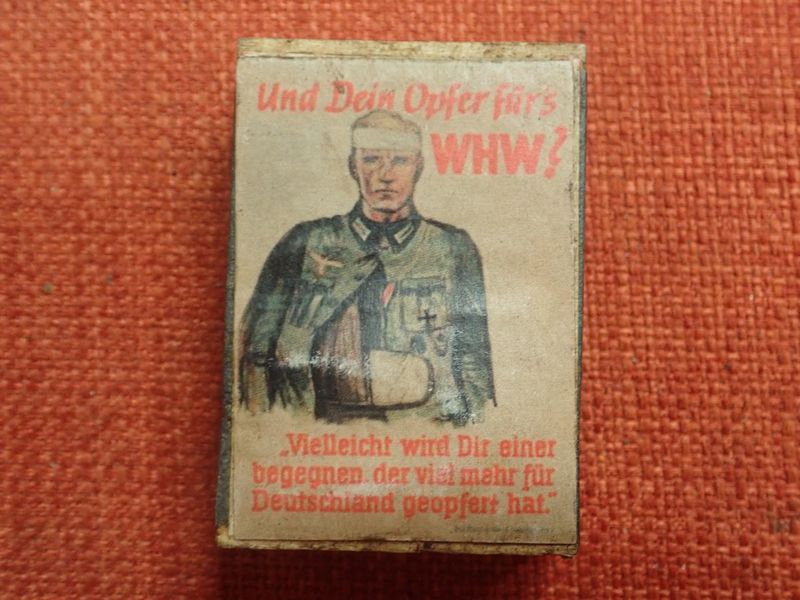 Und Dein Opfer fürs
WHW?
„Vielleicht wird Dir einer
begegnen, der viel mehr für
Deutschland geopfert hat.“